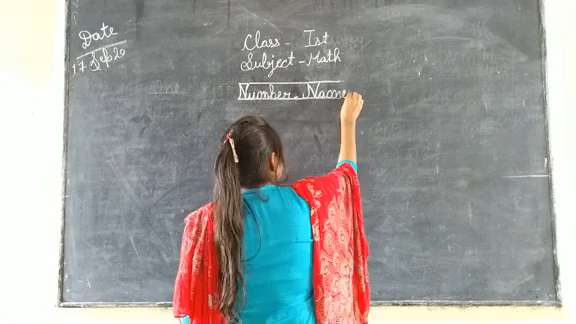 Date
17 Sep 20
Class - Ist
Subject - Math
Number Name